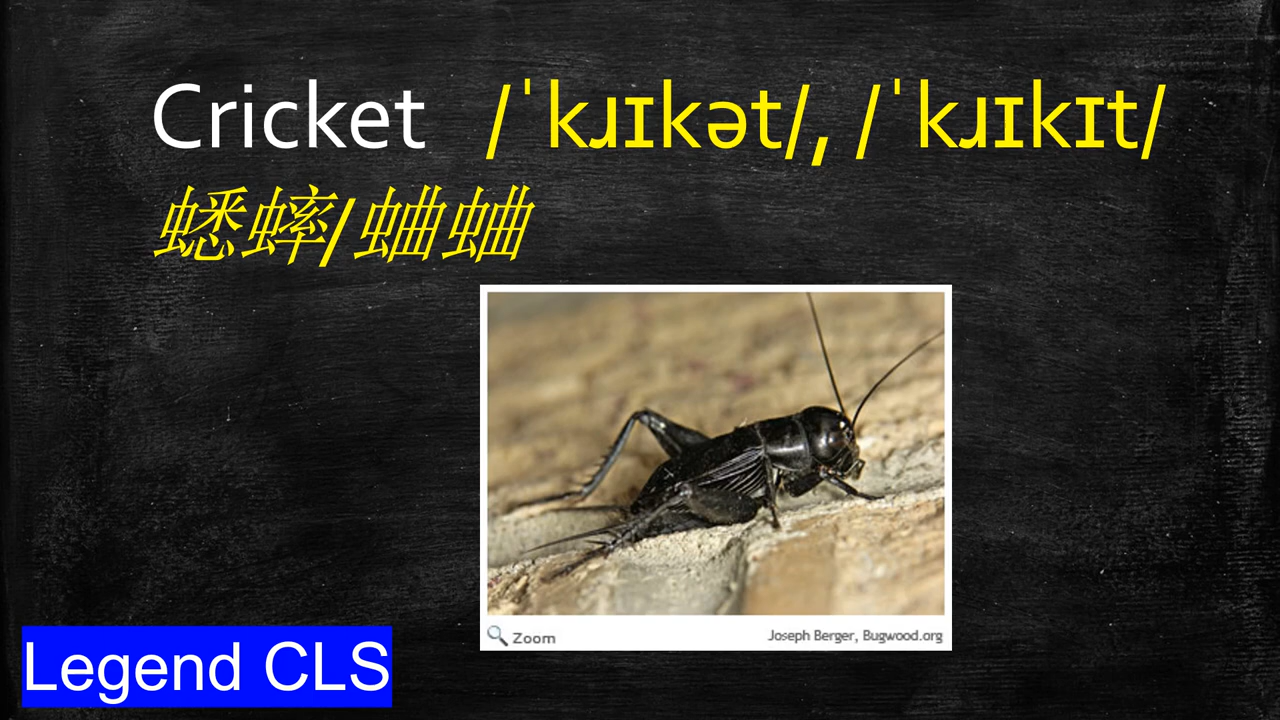 Cricket /ˈkɹɪkət/, /ˈkɹɪkɪt/
蟋蟀/蛐蛐
Zoom
Joseph Berger, Bugwood.org
Legend CLS